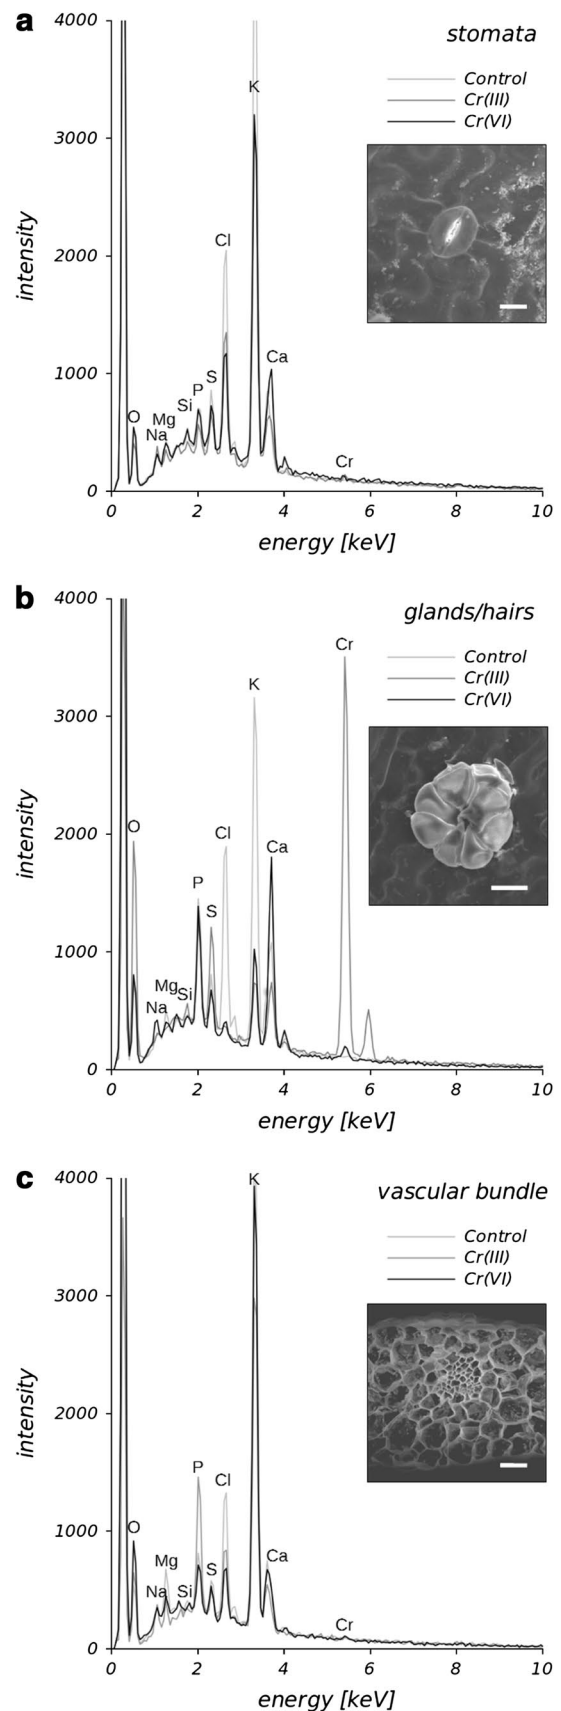 a
stomata
4000
3000
2000
1000
0
intensity
Control
Cr(III)
Cr(VI)
K
Cl
Ca
S
P
Si
Mg
Na
O
Cr
0 2 4 6 8 10
energy [keV]
b
glands/hairs
4000
3000
2000
1000
0
intensity
Control
Cr(III)
Cr(VI)
Cr
K
O
Cl
Ca
P
S
Mg
Si
Na
0 2 4 6 8 10
energy [keV]
c
vascular bundle
4000
3000
2000
1000
0
intensity
Control
Cr(III)
Cr(VI)
K
P
Cl
O
Mg
Ca
S
Na
Si
Cr
0 2 4 6 8 10
energy [keV]